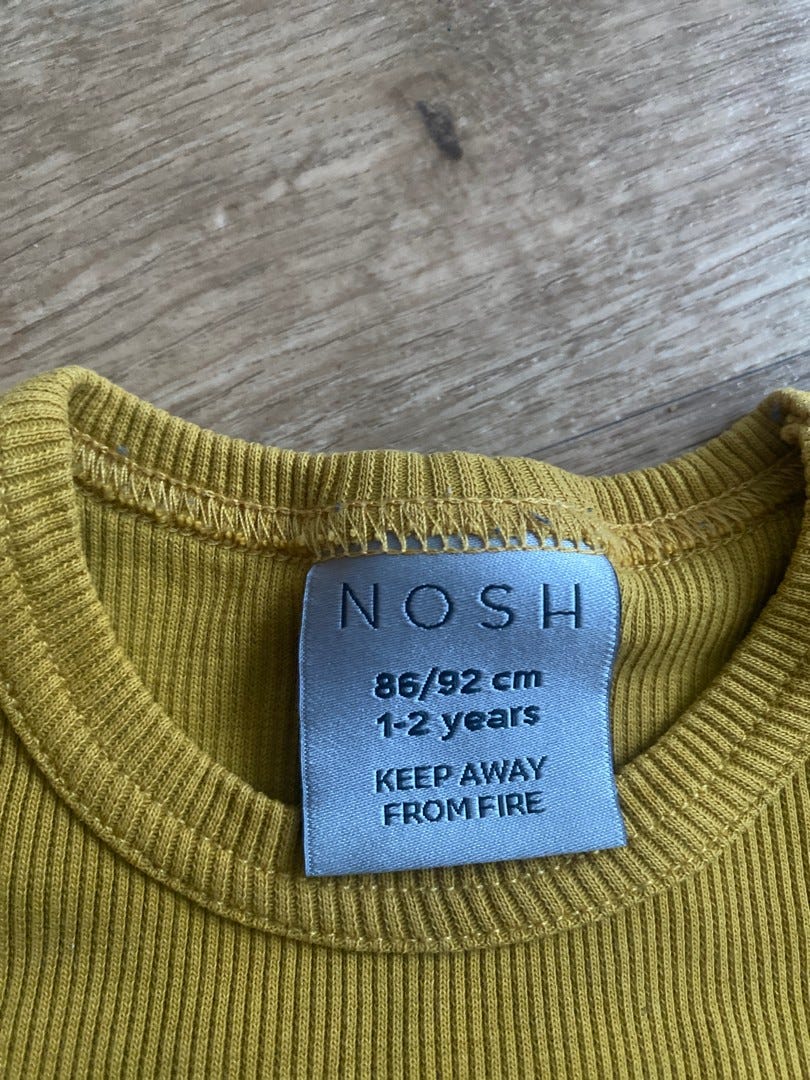 NOSH
86/92 cm
1-2 years
KEEP AWAY
FROM FIRE